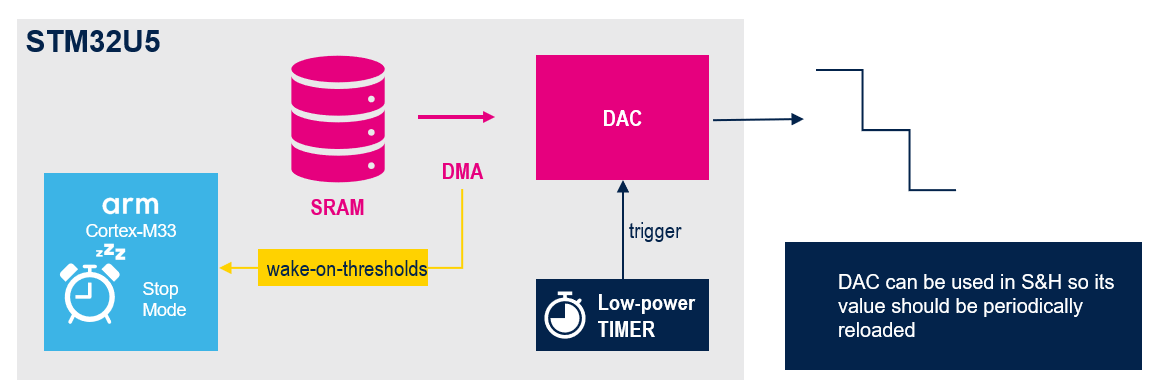 STM32U5
DAC
DMA
SRAM
arm
Cortex-M33
zzZz
Stop
Mode
wake-on-thresholds
trigger
Low-power
TIMER
DAC can be used in S&H so its
value should be periodically
reloaded